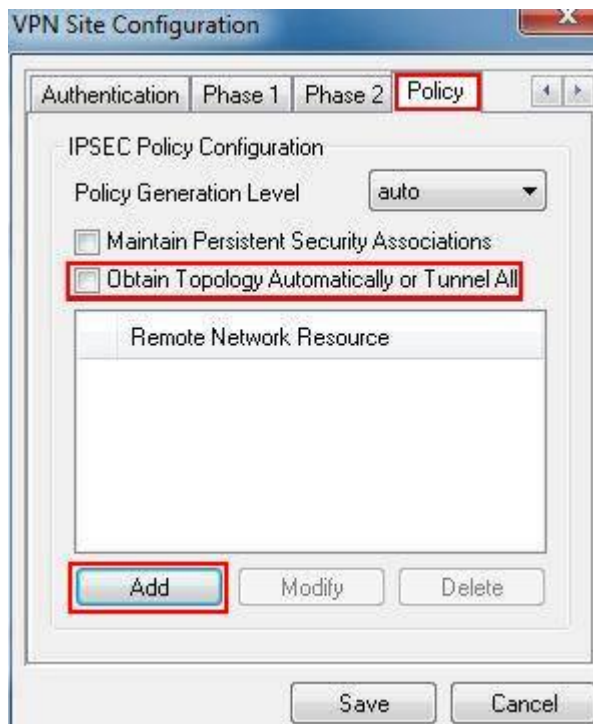 VPN Site Configuration
Authentication Phase 1 Phase 2 Policy
IPSEC Policy Configuration
Policy Generation Level auto
Maintain Persistent Security Associations
Obtain Topology Automatically or Tunnel All
Remote Network Resource
Add Modify Delete
Save Cancel